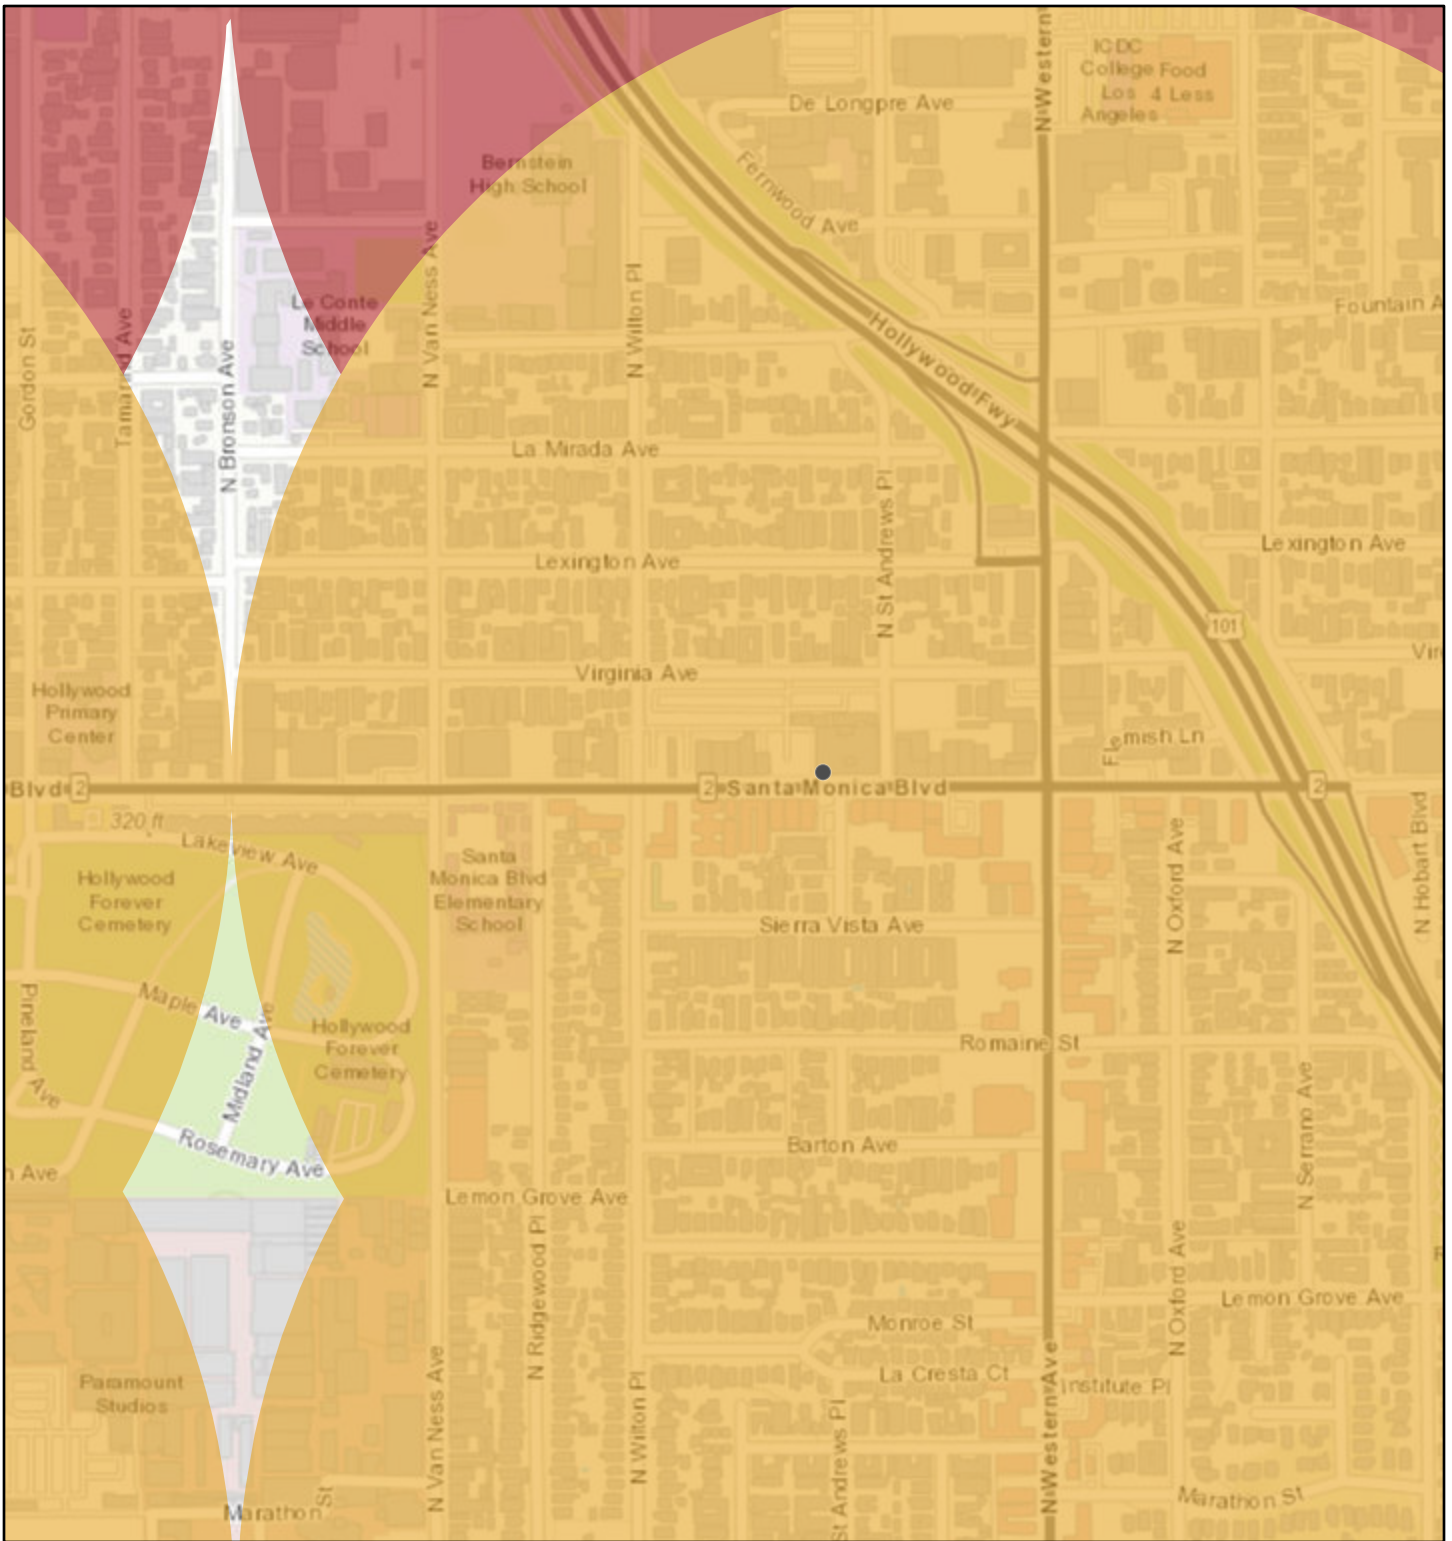 ICDC
College Food
Los 4 Less
Angeles
N Western
De Longpre Ave
Bernstein
High School
Fernwood Ave
N Van Ness Ave
N Wilton Pl
Le Conte
Middle
School
Fountain A
Gordon St
Tamarind Ave
N Bronson Ave
Hollywood Fwy
La Mirada Ave
N St Andrews Pl
Lexington Ave
Lexington Ave
101
Virginia Ave
Vir
Hollywood
Primary
Center
Flemish Ln
Blvd 2
2 Santa Monica Blvd
2
320 ft
Lakeview Ave
Hollywood
Forever
Cemetery
Santa
Monica Blvd
Elementary
School
Sierra Vista Ave
N Oxford Ave
N Hobart Blvd
Pineland Ave
Maple Ave
Midland Ave
Hollywood
Forever
Cemetery
Romaine St
Rosemary Ave
Barton Ave
N Serrano Ave
n Ave
Lemon Grove Ave
N Ridgewood Pl
N Oxford Ave
Lemon Grove Ave
Monroe St
La Cresta Ct
Institute Pl
Paramount
Studios
N Van Ness Ave
N Wilton Pl
St Andrews Pl
N Western Ave
Marathon St
Marathon St